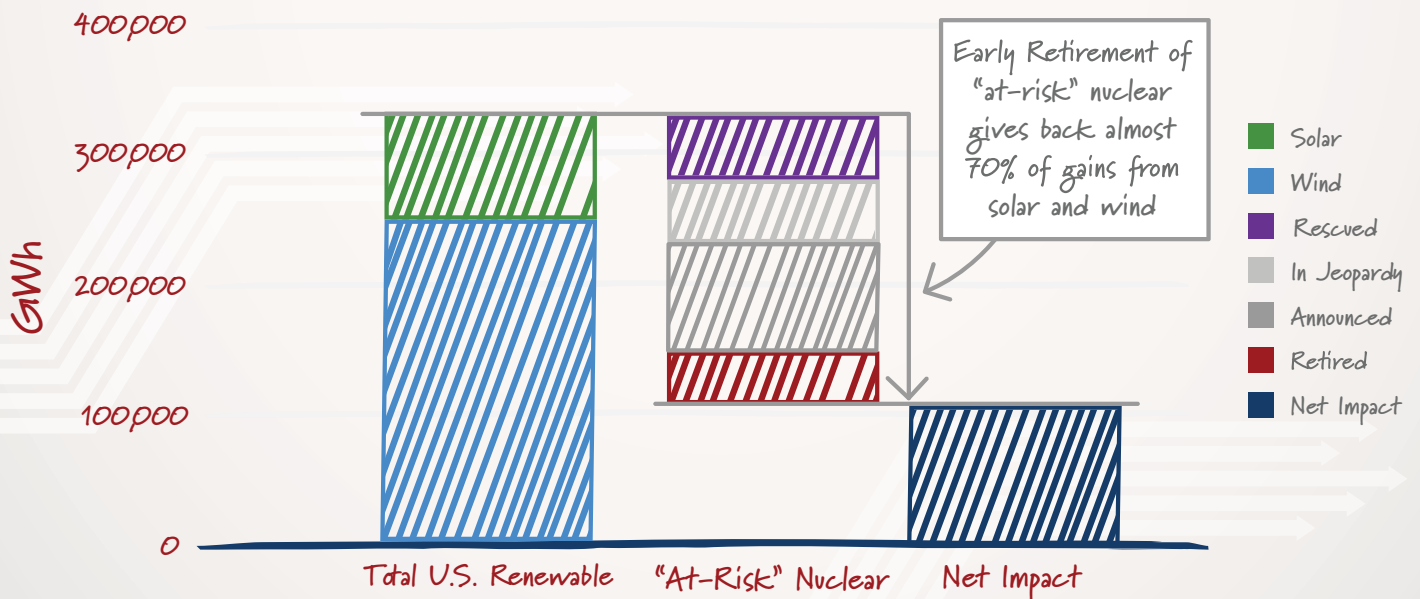 400,000
300,000
200,000
100,000
0
GWh
Early Retirement of
“at-risk” nuclear
gives back almost
70% of gains from
solar and wind
Solar
Wind
Rescued
In Jeopardy
Announced
Retired
Net Impact
Total U.S. Renewable
“At-Risk” Nuclear
Net Impact